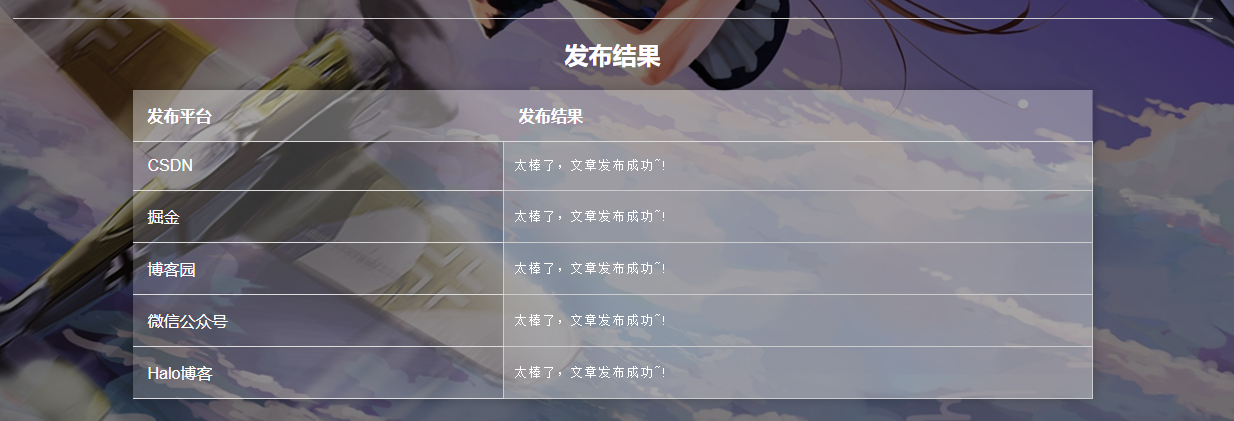 发布结果
发布平台 发布结果
CSDN 太棒了，文章发布成功~!
掘金 太棒了，文章发布成功~!
博客园 太棒了，文章发布成功~!
微信公众号 太棒了，文章发布成功~!
Halo博客 太棒了，文章发布成功~!